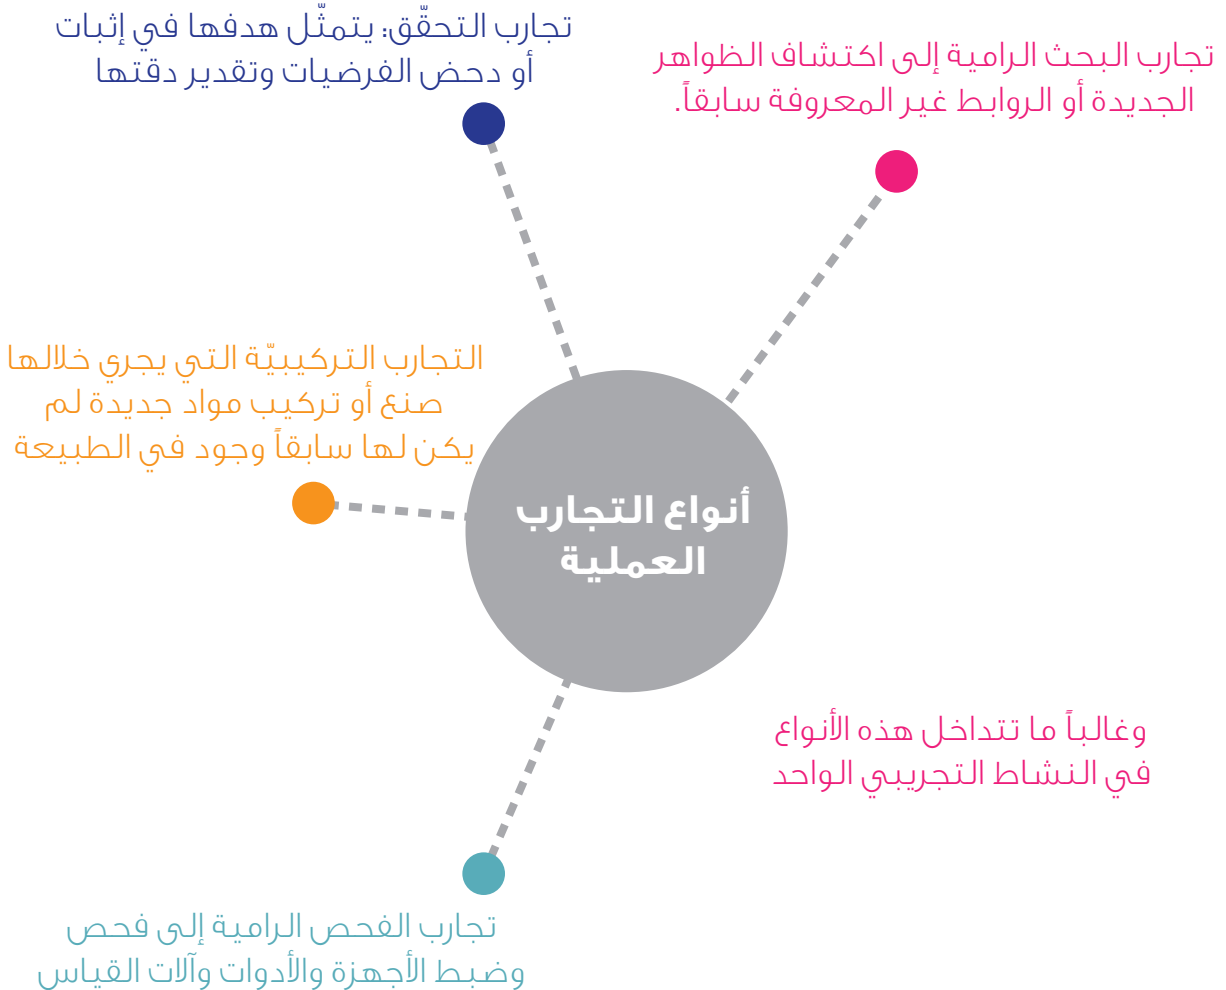 تجارب البحث الرامية إلى اكتشاف الظواهر
الجديدة أو الروابط غير المعروفة سابقاً.
تجارب التحقّق: يتمثّل هدفها في إثبات
أو دحض الفرضيات وتقدير دقتها
التجارب التركيبيّة التي يجري خلالها
صنع أو تركيب مواد جديدة لم
يكن لها سابقاً وجود في الطبيعة
أنواع التجارب
العملية
وغالباً ما تتداخل هذه الأنواع
في النشاط التجريبي الواحد
تجارب الفحص الرامية إلى فحص
وضبط الأجهزة والأدوات وآلات القياس